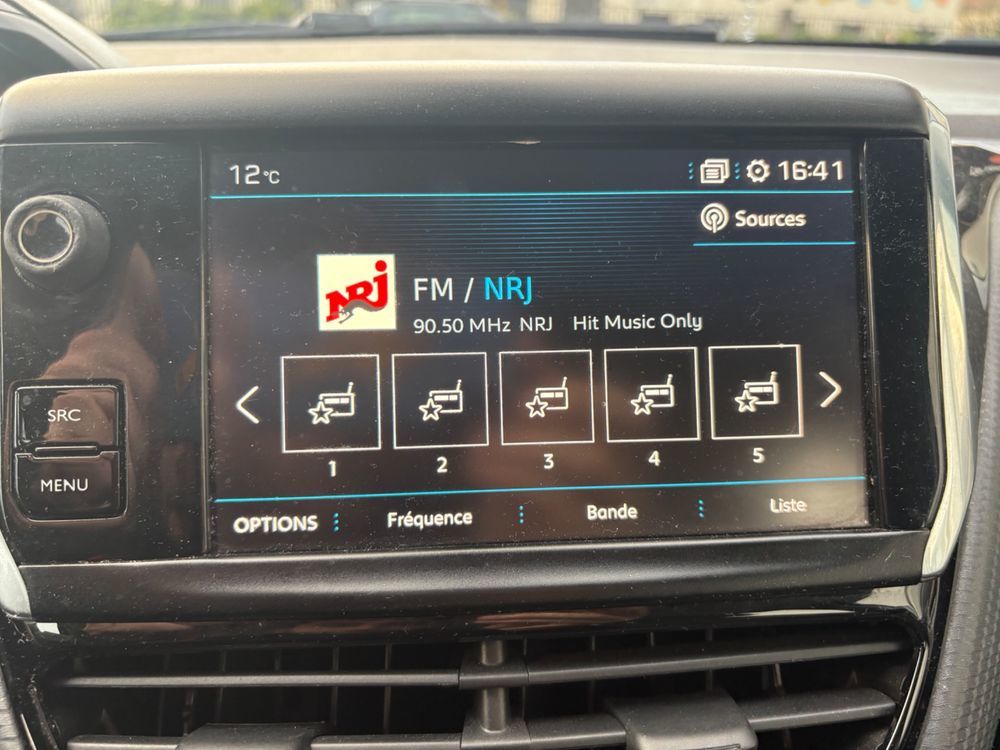 12°C 16:41
Sources
NRJ
FM / NRJ
90.50 MHz NRJ Hit Music Only
SRC
MENU
1 2 3 4 5
OPTIONS Fréquence Bande Liste